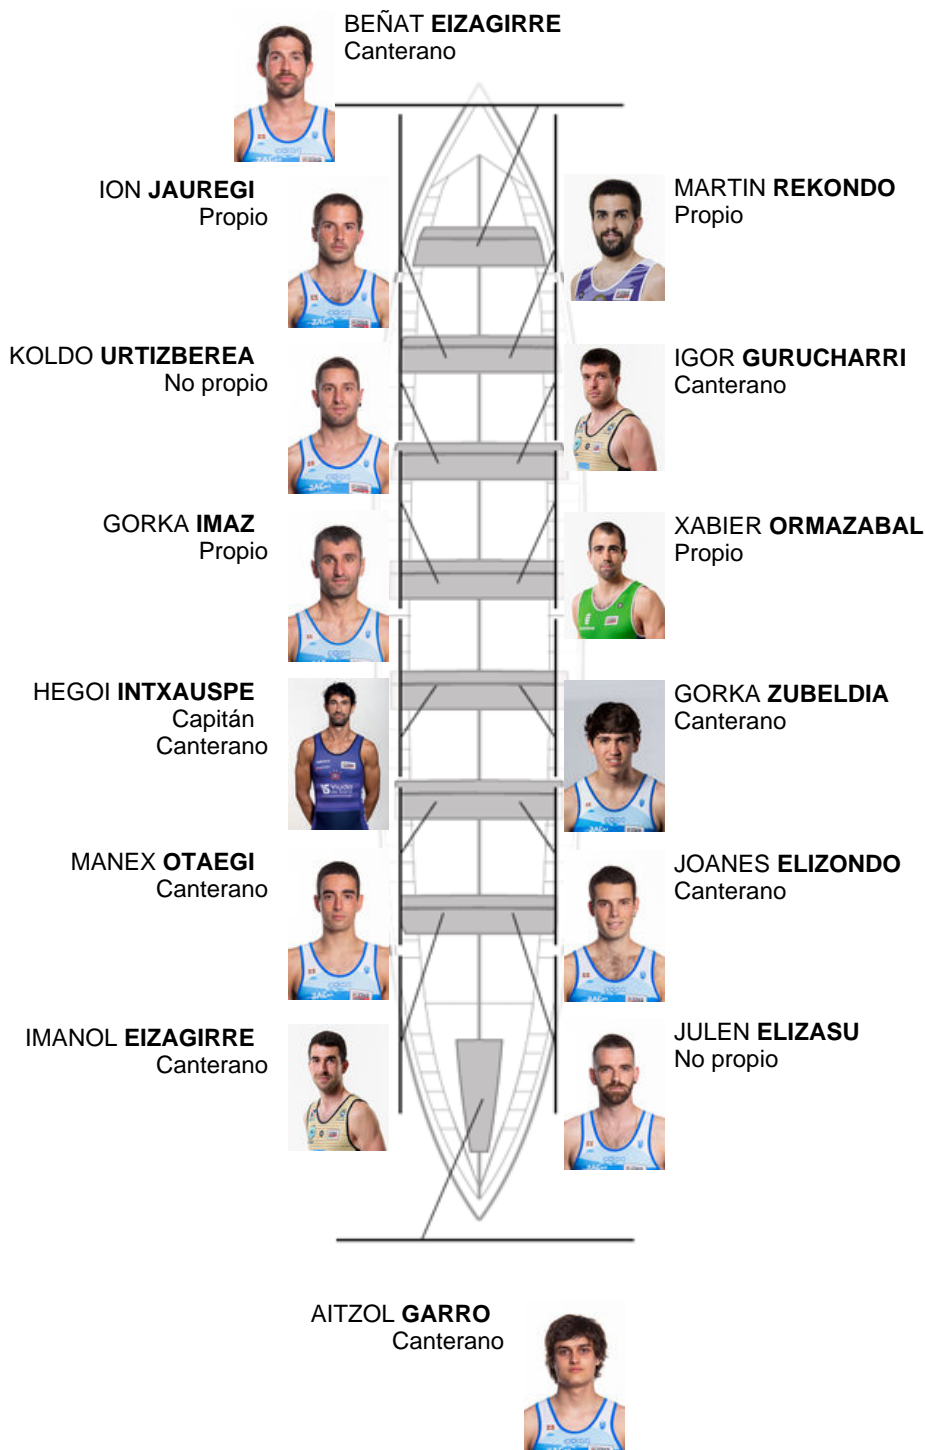 BEÑAT EIZAGIRRE
Canterano
ION JAUREGI
Propio
MARTIN REKONDO
Propio
KOLDO URTIZBEREA
No propio
IGOR GURUCHARRI
Canterano
GORKA IMAZ
Propio
XABIER ORMAZABAL
Propio
HEGOI INTXAUSPE
Capitán
Canterano
GORKA ZUBELDIA
Canterano
MANEX OTAEGI
Canterano
JOANES ELIZONDO
Canterano
IMANOL EIZAGIRRE
Canterano
JULEN ELIZASU
No propio
AITZOL GARRO
Canterano